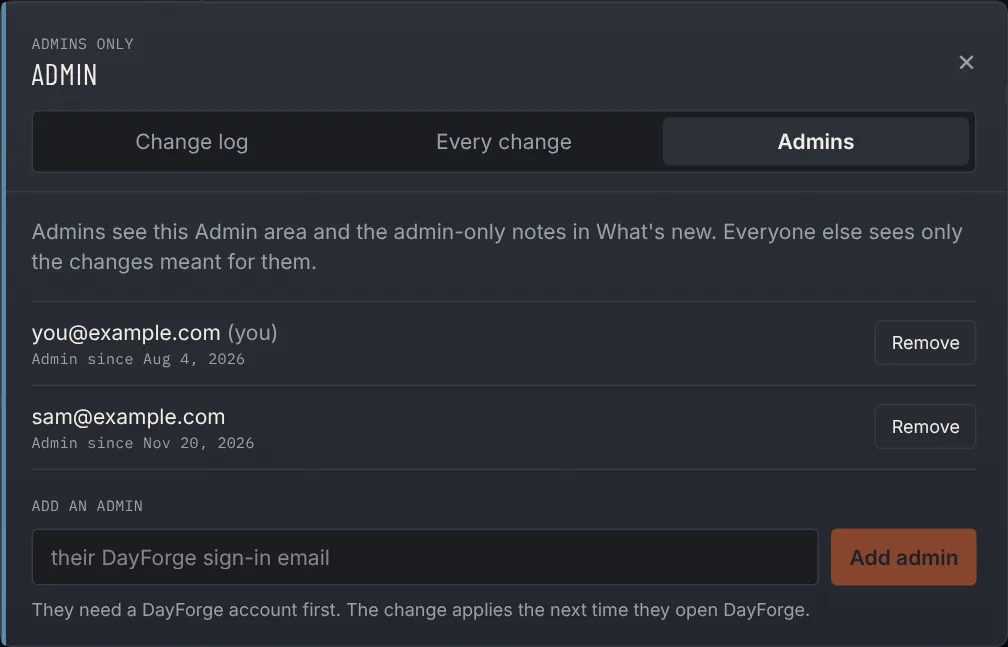 ADMINS ONLY
ADMIN
×
Change log
Every change
Admins
Admins see this Admin area and the admin-only notes in What's new. Everyone else sees only
the changes meant for them.
you@example.com (you)
Remove
Admin since Aug 4, 2026
sam@example.com
Remove
Admin since Nov 20, 2026
ADD AN ADMIN
their DayForge sign-in email
Add admin
They need a DayForge account first. The change applies the next time they open DayForge.